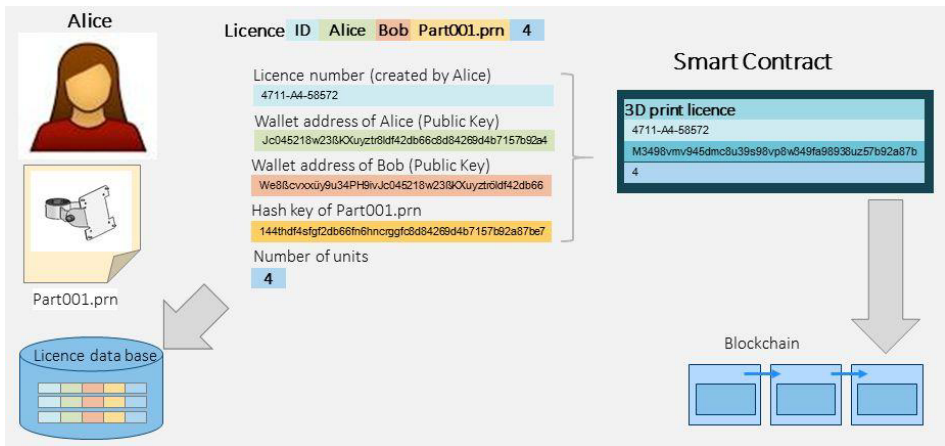 Alice
Licence ID Alice Bob Part001.prn 4
Licence number (created by Alice)
4711-A4-58572
Wallet address of Alice (Public Key)
Jc045218w23ßkXuyztr8ldf42db66c8d84269d4b7157b92a4
Wallet address of Bob (Public Key)
We8ßcvxxüy9u34PH9ivJc045218w23ßkXuyztröldf42db66
Hash key of Part001.prn
144thdf4sfgf2db66fn6hncrggfc8d84269d4b7157b92a87be7
Number of units
4
Part001.prn
Licence data base
Smart Contract
3D print licence
4711-A4-58572
M3498vmv945dmc8u39s98vp8w849fa98938uz57b92a87b
4
Blockchain